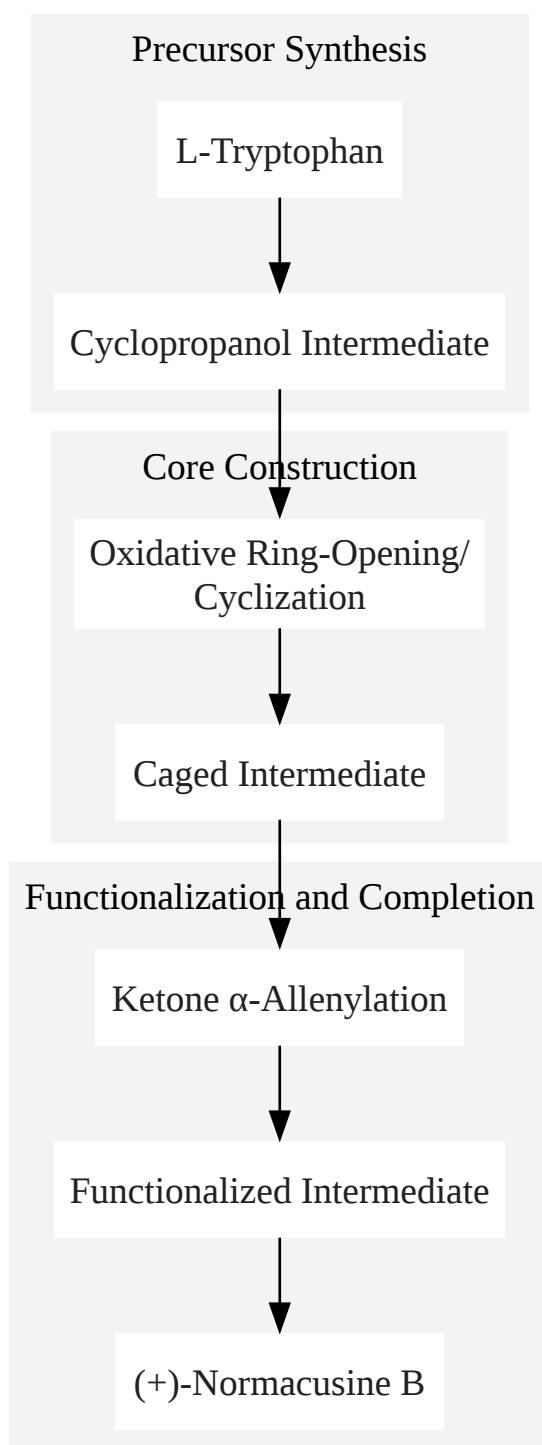 Precursor Synthesis
L-Tryptophan
Cyclopropanol Intermediate
Core Construction
Oxidative Ring-Opening/
Cyclization
Caged Intermediate
Functionalization and Completion
Ketone α-Allenylation
Functionalized Intermediate
(+)-Normacusine B